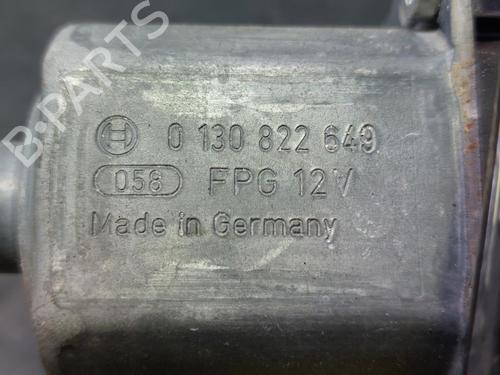 B-PARTS
0 130 822 649
058 FPG 12V
Made in Germany